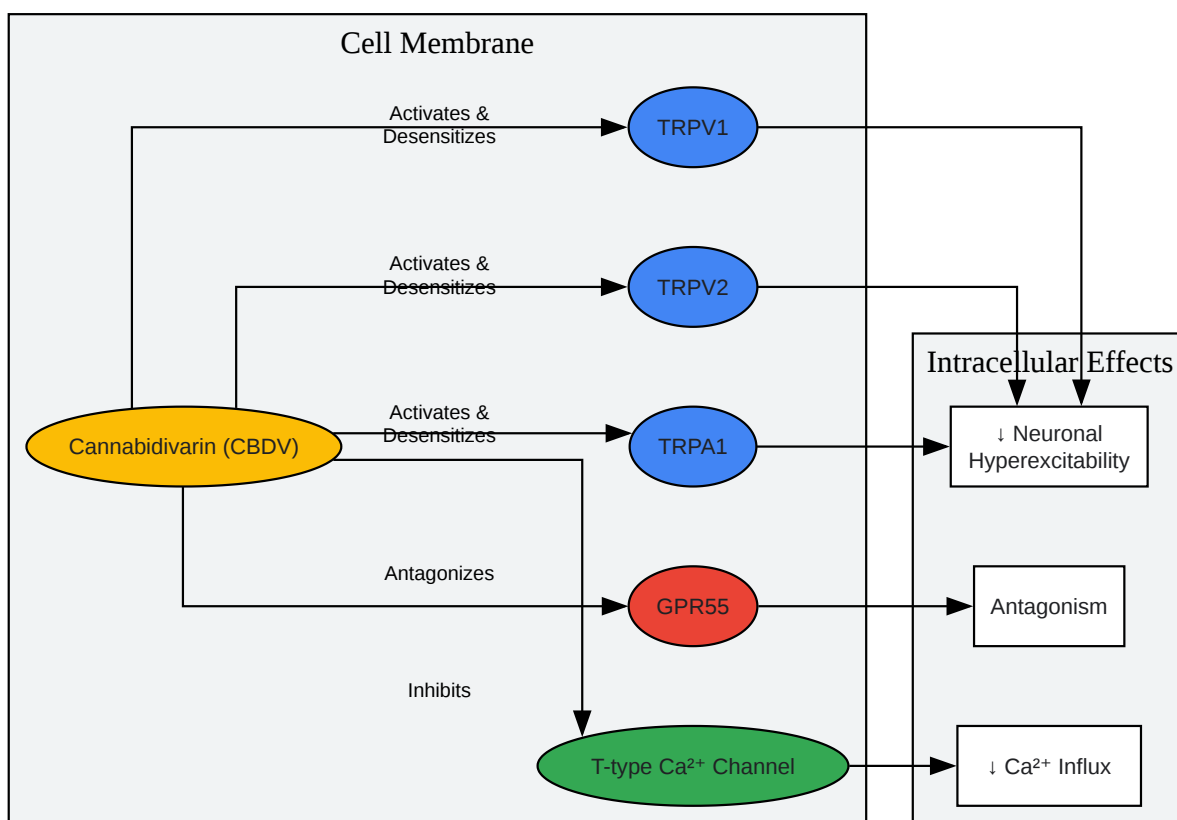 Cell Membrane
Activates &
Desensitizes
TRPV1
Activates &
Desensitizes
TRPV2
Intracellular Effects
Activates &
Desensitizes
Cannabidivarin (CBDV)
TRPA1
↓ Neuronal
Hyperexcitability
Antagonizes
GPR55
Antagonism
Inhibits
T-type Ca²⁺ Channel
↓ Ca²⁺ Influx